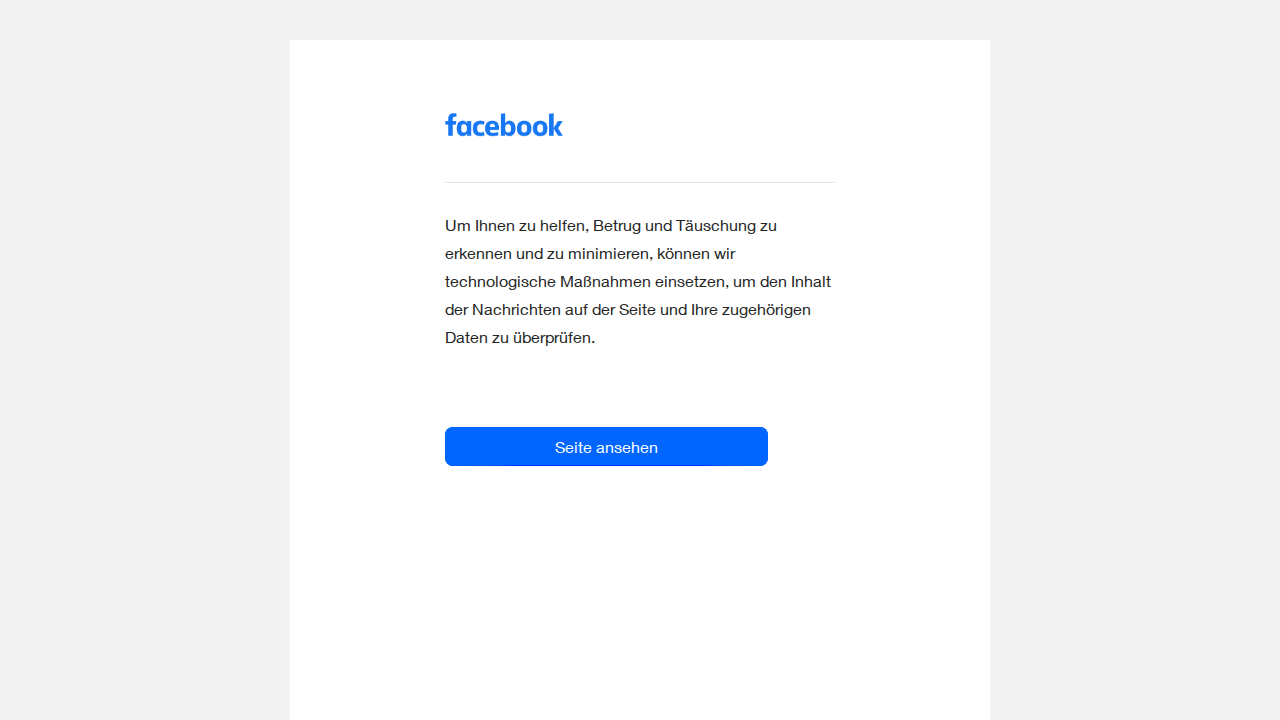 facebook
Um Ihnen zu helfen, Betrug und Täuschung zu
erkennen und zu minimieren, können wir
technologische Maßnahmen einsetzen, um den Inhalt
der Nachrichten auf der Seite und Ihre zugehörigen
Daten zu überprüfen.
Seite ansehen